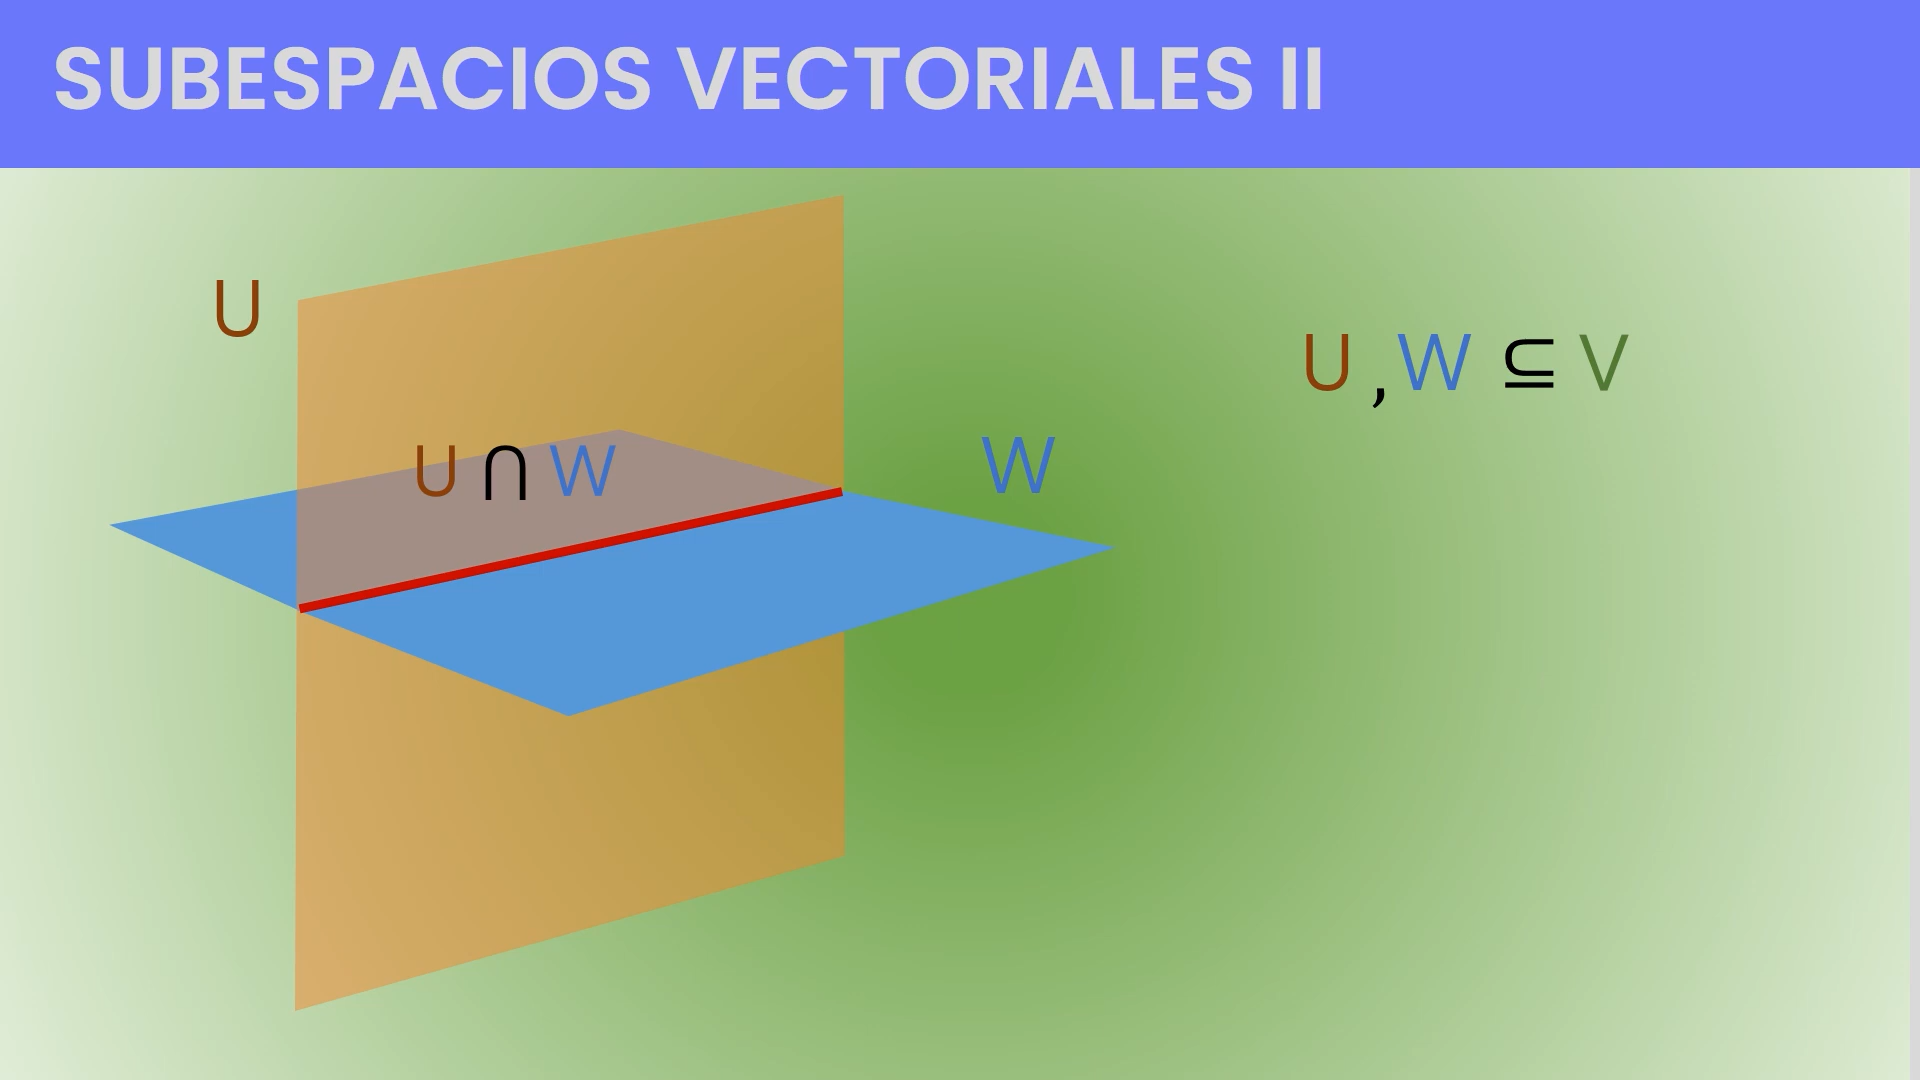 SUBESPACIOS VECTORIALES II
U
U ,W ⊆ V
U ∩ W
W